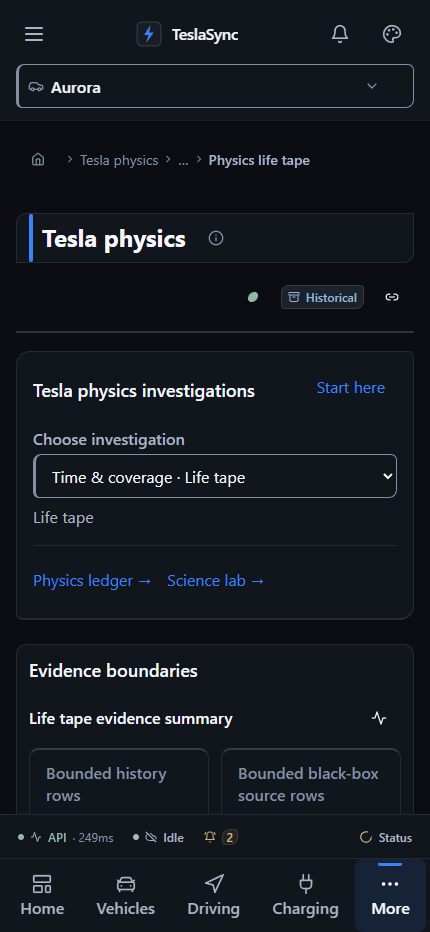 TeslaSync
Aurora
Tesla physics
...
Physics life tape
Tesla physics
Historical
Tesla physics investigations
Start here
Choose investigation
Time & coverage · Life tape
Life tape
Physics ledger →
Science lab →
Evidence boundaries
Life tape evidence summary
Bounded history
rows
Bounded black-box
source rows
API · 249ms
Idle
2
Status
Home
Vehicles
Driving
Charging
More